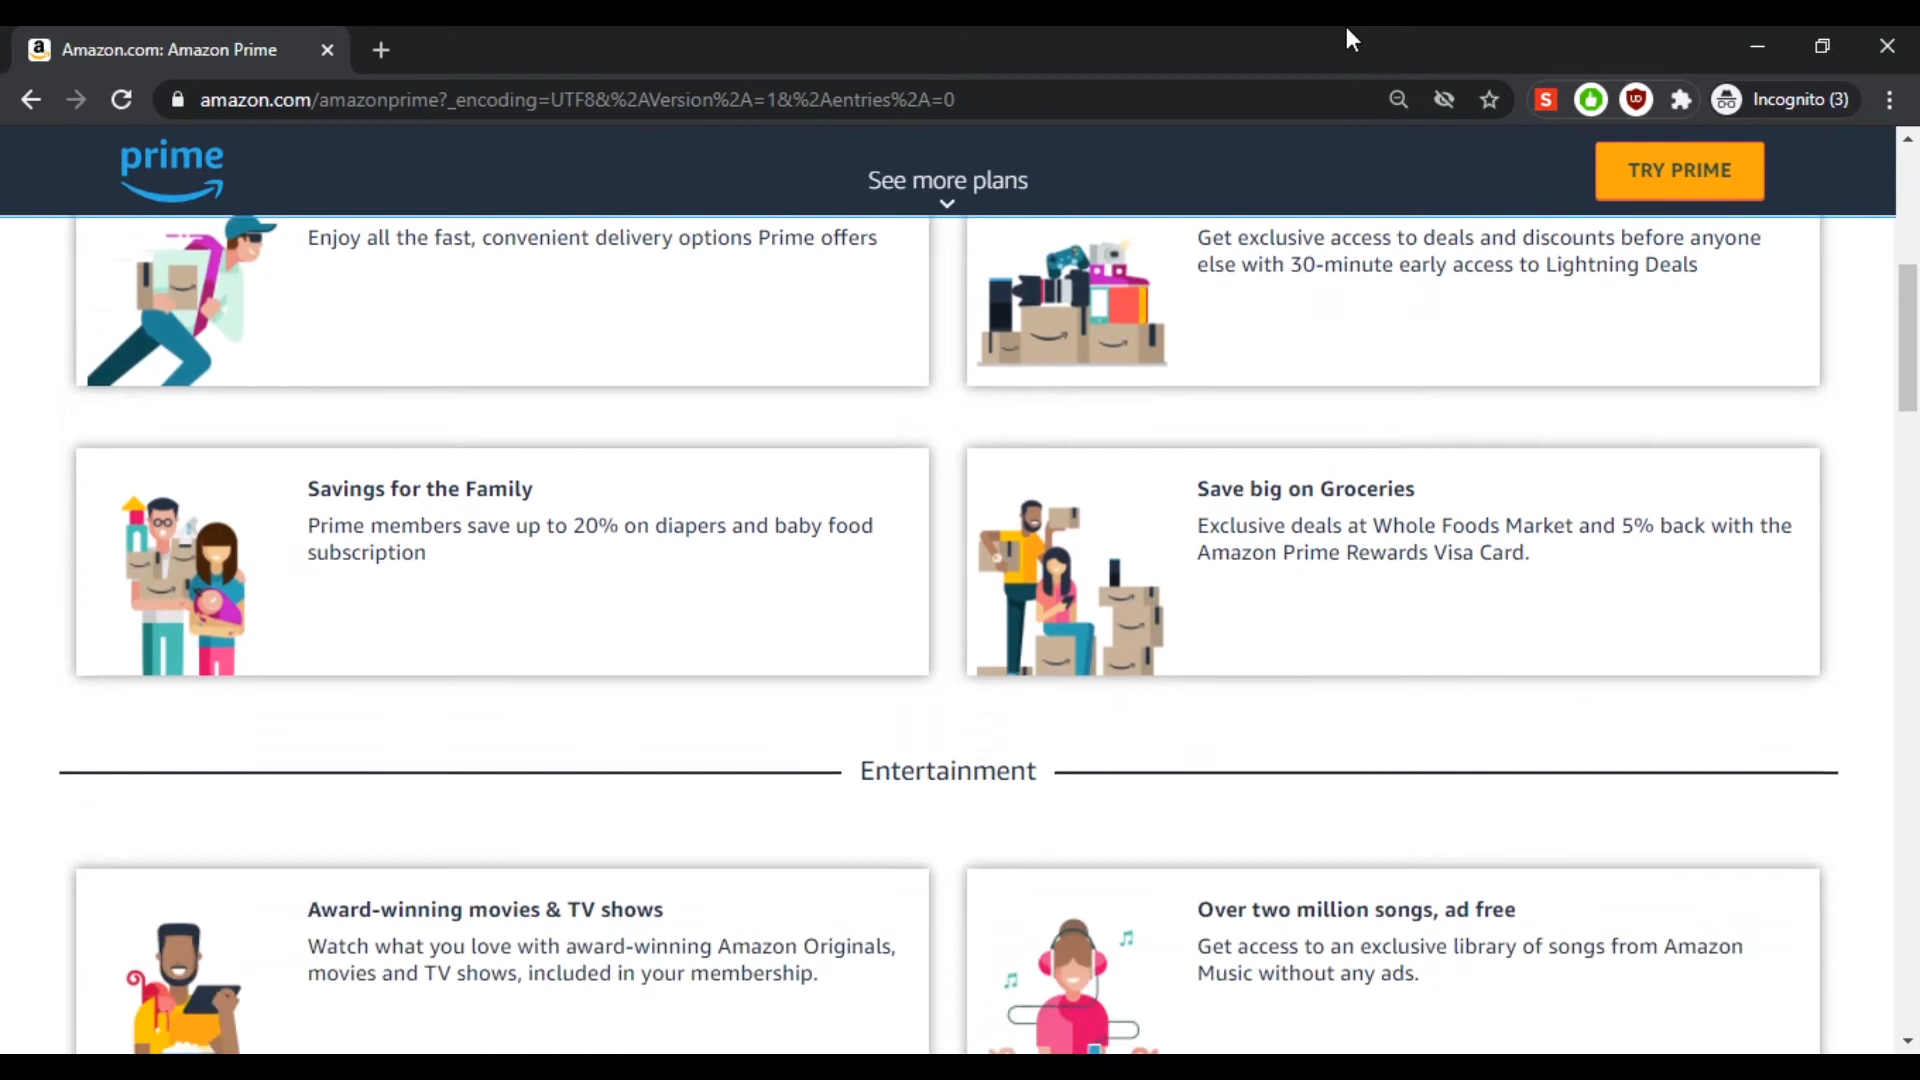 Amazon.com: Amazon Prime
amazon.com/amazonprime?_encoding=UTF8&%2AVersion%2A=1&%2Aentries%2A=0
Incognito (3)
prime
See more plans
TRY PRIME
Enjoy all the fast, convenient delivery options Prime offers
Get exclusive access to deals and discounts before anyone
else with 30-minute early access to Lightning Deals
Savings for the Family
Prime members save up to 20% on diapers and baby food
subscription
Save big on Groceries
Exclusive deals at Whole Foods Market and 5% back with the
Amazon Prime Rewards Visa Card.
Entertainment
Award-winning movies & TV shows
Watch what you love with award-winning Amazon Originals,
movies and TV shows, included in your membership.
Over two million songs, ad free
Get access to an exclusive library of songs from Amazon
Music without any ads.